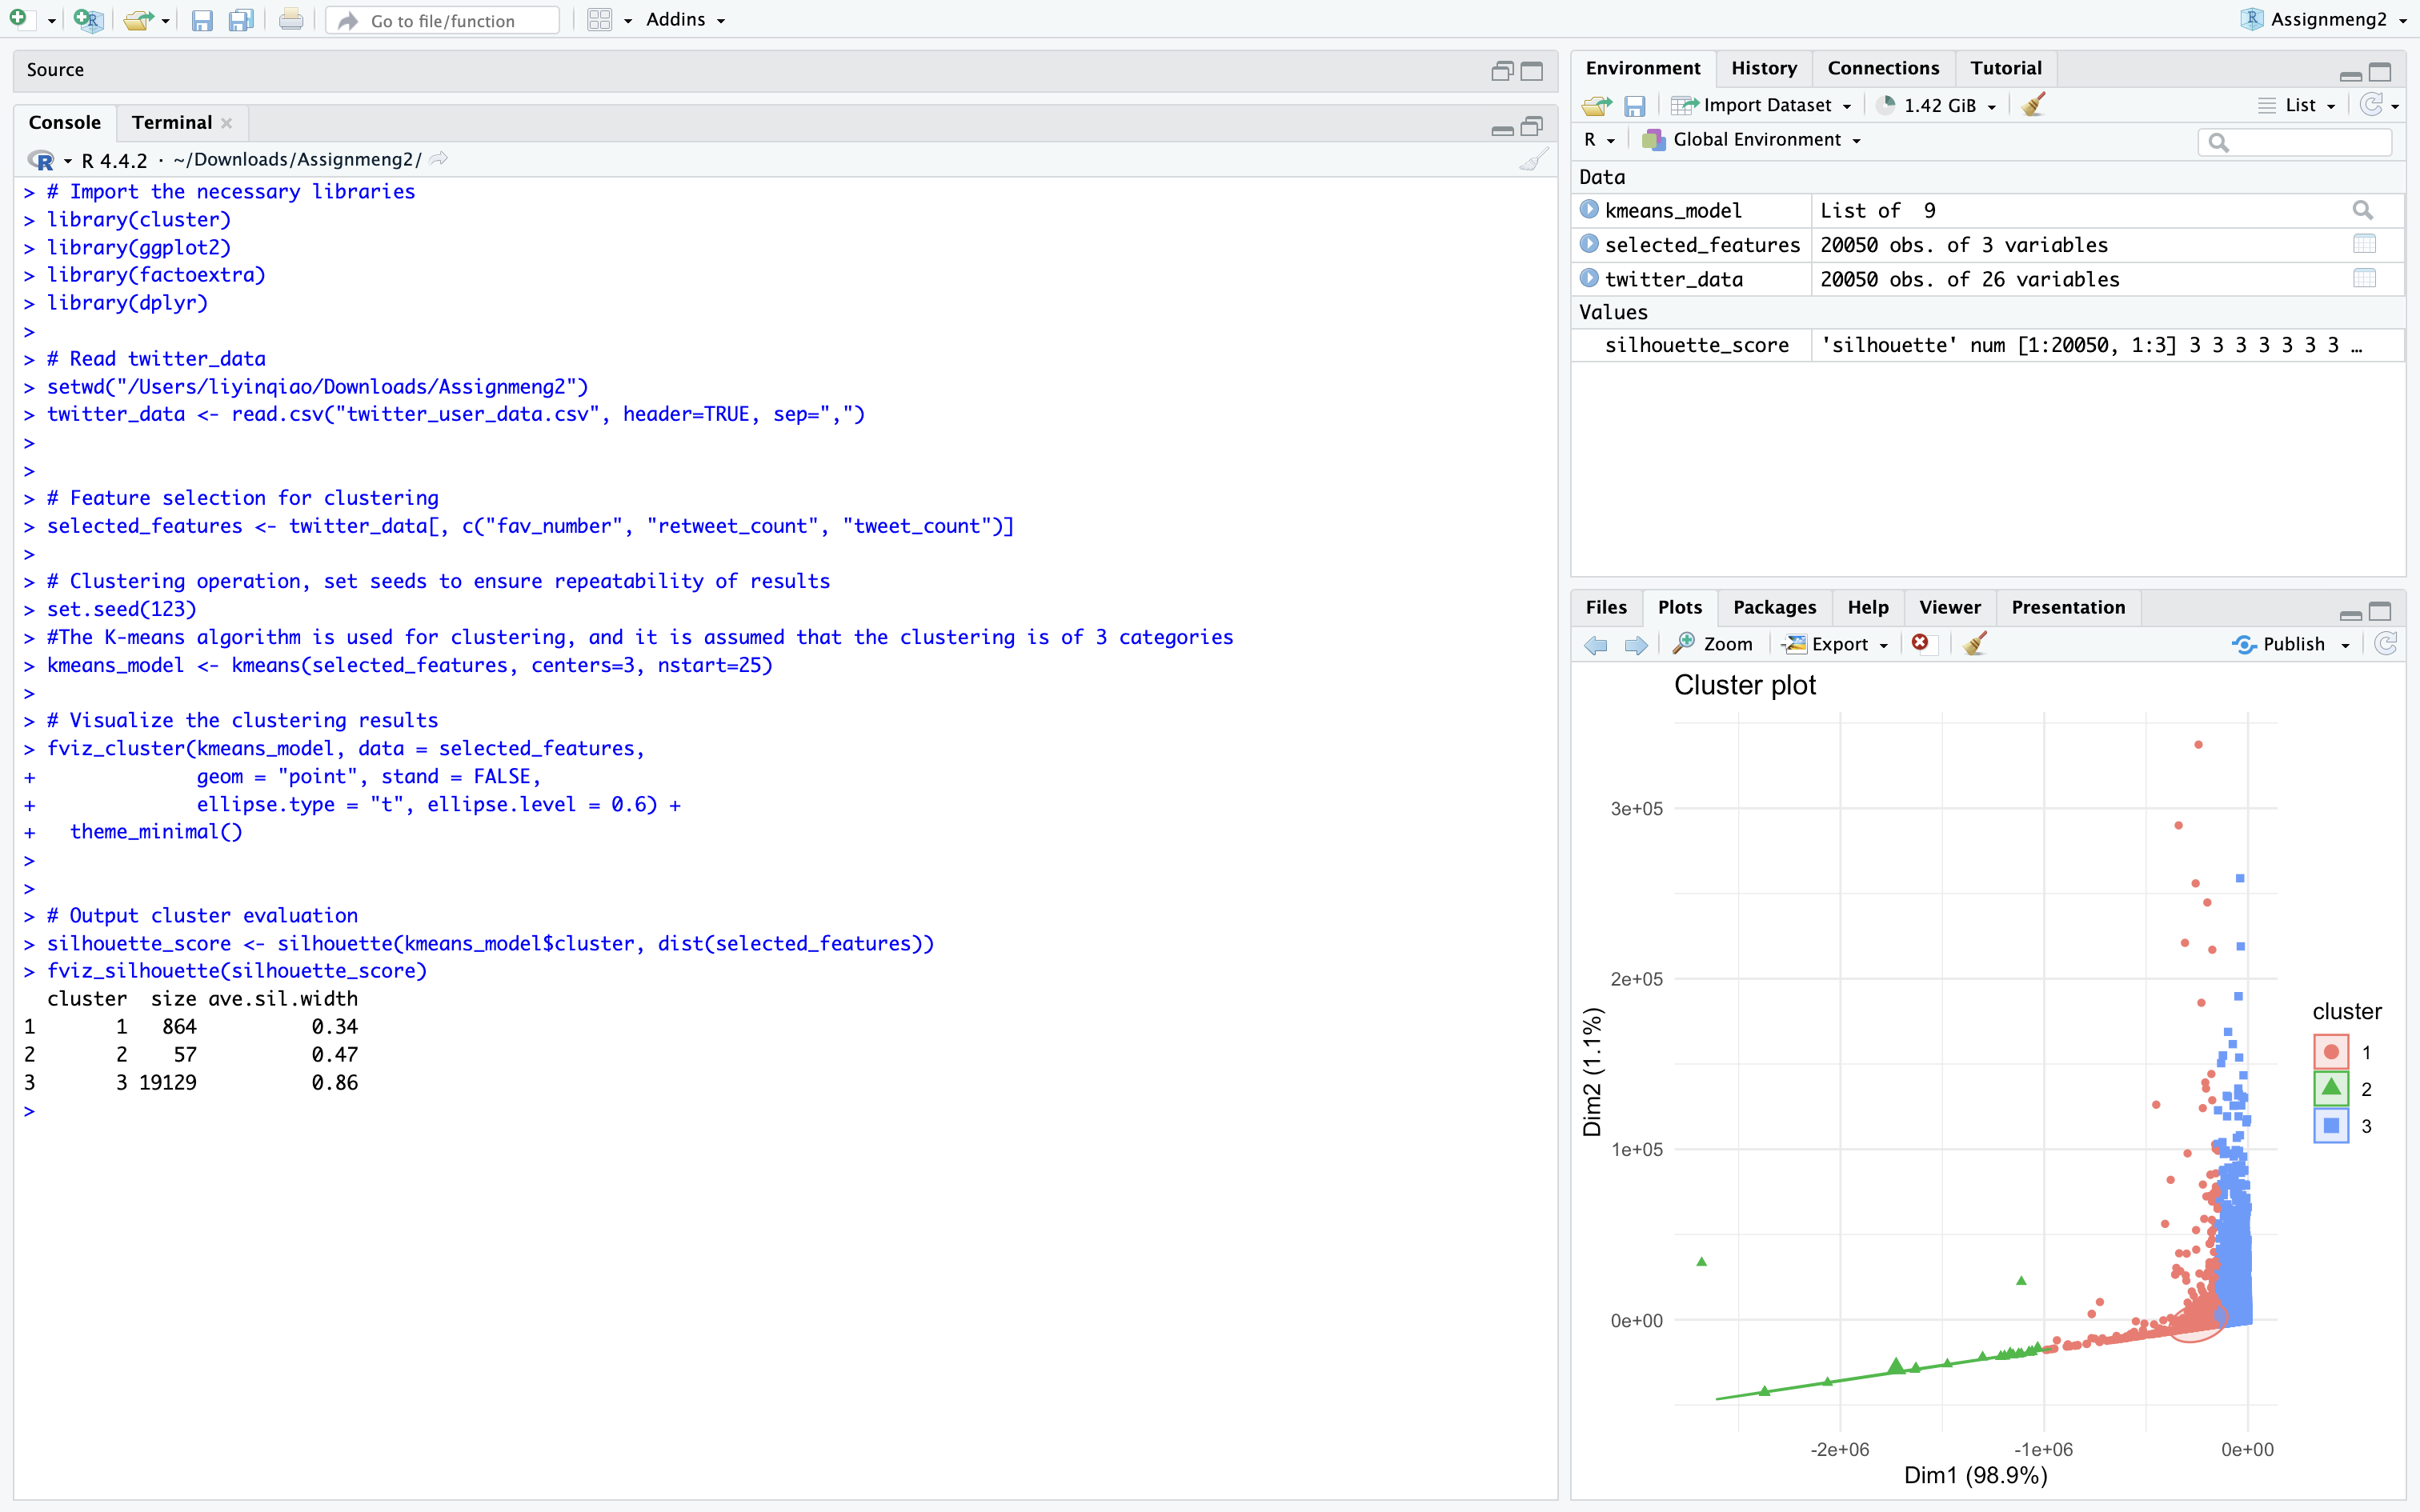 Go to file/function
Addins
Assignmeng2
Source
Console
Terminal
R 4.4.2 · ~/Downloads/Assignmeng2/
> # Import the necessary libraries
> library(cluster)
> library(ggplot2)
> library(factoextra)
> library(dplyr)
>
> # Read twitter_data
> setwd("/Users/liyinqiao/Downloads/Assignmeng2")
> twitter_data <- read.csv("twitter_user_data.csv", header=TRUE, sep=",")
>
>
> # Feature selection for clustering
> selected_features <- twitter_data[, c("fav_number", "retweet_count", "tweet_count")]
>
> # Clustering operation, set seeds to ensure repeatability of results
> set.seed(123)
> #The K-means algorithm is used for clustering, and it is assumed that the clustering is of 3 categories
> kmeans_model <- kmeans(selected_features, centers=3, nstart=25)
>
> # Visualize the clustering results
> fviz_cluster(kmeans_model, data = selected_features,
+              geom = "point", stand = FALSE,
+              ellipse.type = "t", ellipse.level = 0.6) +
+   theme_minimal()
>
>
> # Output cluster evaluation
> silhouette_score <- silhouette(kmeans_model$cluster, dist(selected_features))
> fviz_silhouette(silhouette_score)
  cluster  size ave.sil.width
1       1   864          0.34
2       2    57          0.47
3       3 19129          0.86
>
Environment
History
Connections
Tutorial
Import Dataset
1.42 GiB
List
R
Global Environment
Data
kmeans_model List of  9
selected_features 20050 obs. of 3 variables
twitter_data 20050 obs. of 26 variables
Values
silhouette_score 'silhouette' num [1:20050, 1:3] 3 3 3 3 3 3 3 …
Files
Plots
Packages
Help
Viewer
Presentation
Zoom
Export
Publish
Cluster plot
3e+05
2e+05
1e+05
0e+00
Dim2 (1.1%)
-2e+06
-1e+06
0e+00
Dim1 (98.9%)
cluster
1
2
3